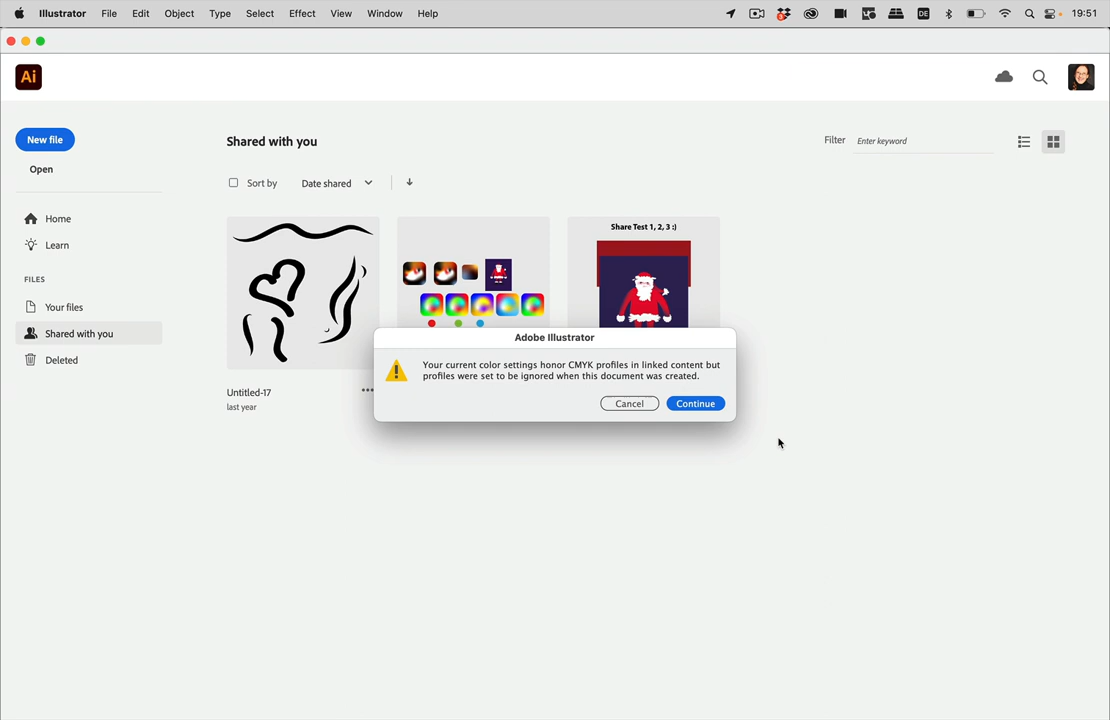 Illustrator File Edit Object Type Select Effect View Window Help DE 19:51
Ai
New file
Open
Home
Learn
FILES
Your files
Shared with you
Deleted
Shared with you
Filter Enter keyword
Sort by Date shared
Share Test 1, 2, 3 :)
Untitled-17
last year
Adobe Illustrator
Your current color settings honor CMYK profiles in linked content but
profiles were set to be ignored when this document was created.
Cancel Continue